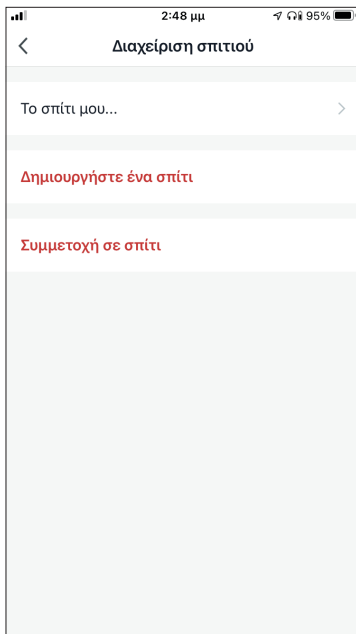 2:48 μμ 95%
Διαχείριση σπιτιού
Το σπίτι μου...
Δημιουργήστε ένα σπίτι
Συμμετοχή σε σπίτι